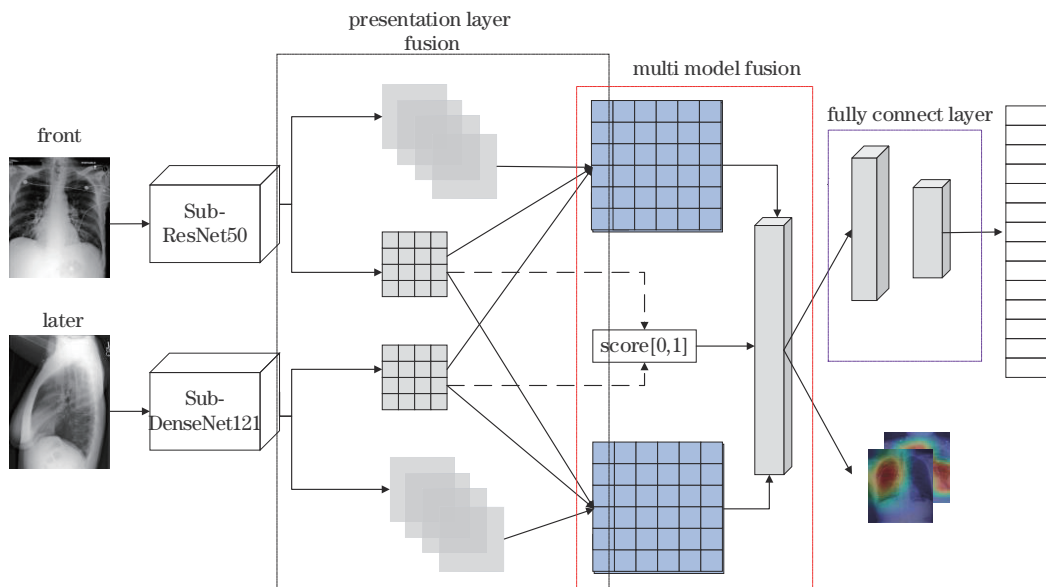 presentation layer
fusion
multi model fusion
fully connect layer
front
Sub-
ResNet50
later
score[0,1]
Sub-
DenseNet121